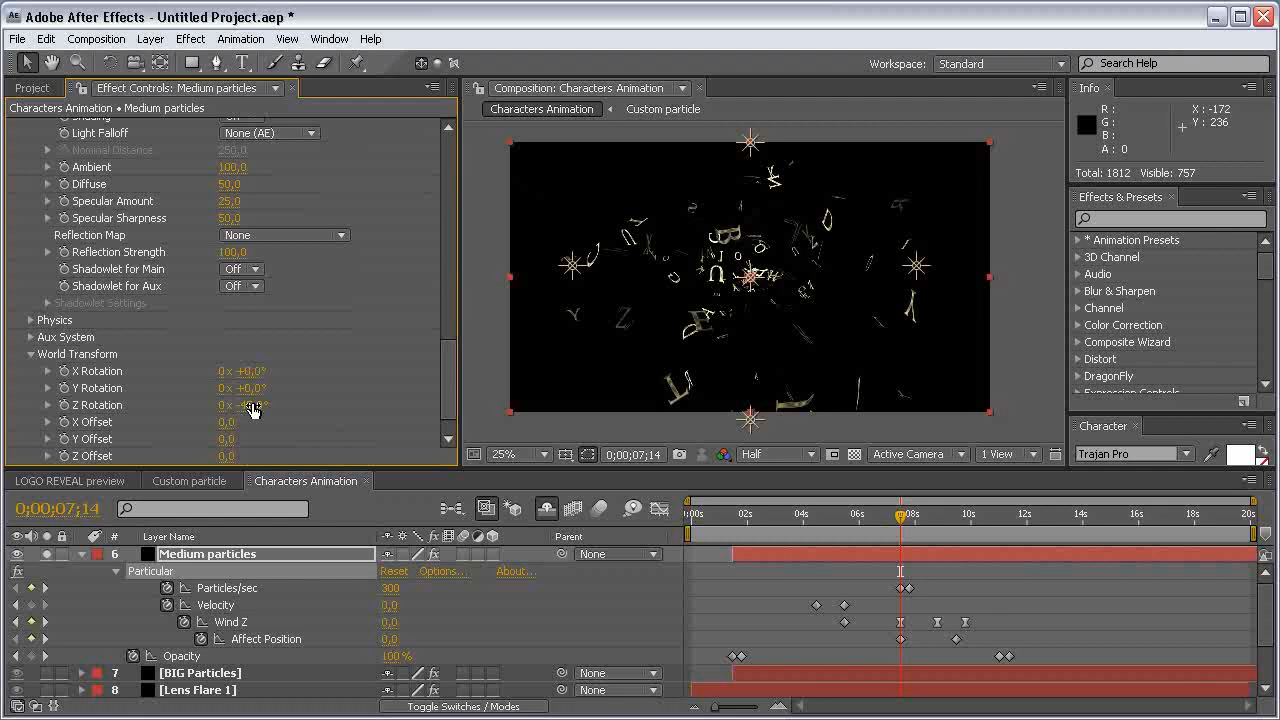 Adobe After Effects - Untitled Project.aep *
File Edit Composition Layer Effect Animation View Window Help
Workspace: Standard Search Help
Project Effect Controls: Medium particles
Characters Animation • Medium particles
Light Falloff None (AE)
Nominal Distance 250,0
Ambient 100,0
Diffuse 50,0
Specular Amount 25,0
Specular Sharpness 50,0
Reflection Map None
Reflection Strength 100,0
Shadowlet for Main Off
Shadowlet for Aux Off
Shadowlet Settings
Physics
Aux System
World Transform
X Rotation 0 x +0,0°
Y Rotation 0 x +0,0°
Z Rotation 0 x
X Offset 0,0
Y Offset 0,0
Z Offset 0,0
Composition: Characters Animation
Characters Animation Custom particle
25% 0;00;07;14 Half Active Camera 1 View
Info
R: X: -172
G: Y: 236
B:
A: 0
Total: 1812 Visible: 757
Effects & Presets
* Animation Presets
3D Channel
Audio
Blur & Sharpen
Channel
Color Correction
Composite Wizard
Distort
DragonFly
Expression Controls
Character
Trajan Pro
LOGO REVEAL preview Custom particle Characters Animation
0;00;07;14
# Layer Name Parent
0:00s 04s 06s 08s 10s 12s 14s 16s 18s 20s
6 Medium particles None
Particular Reset Options... About...
Particles/sec 300
Velocity 0,0
Wind Z 0,0
Affect Position 0,0
Opacity 100 %
7 [BIG Particles] None
8 [Lens Flare 1] None
Toggle Switches / Modes